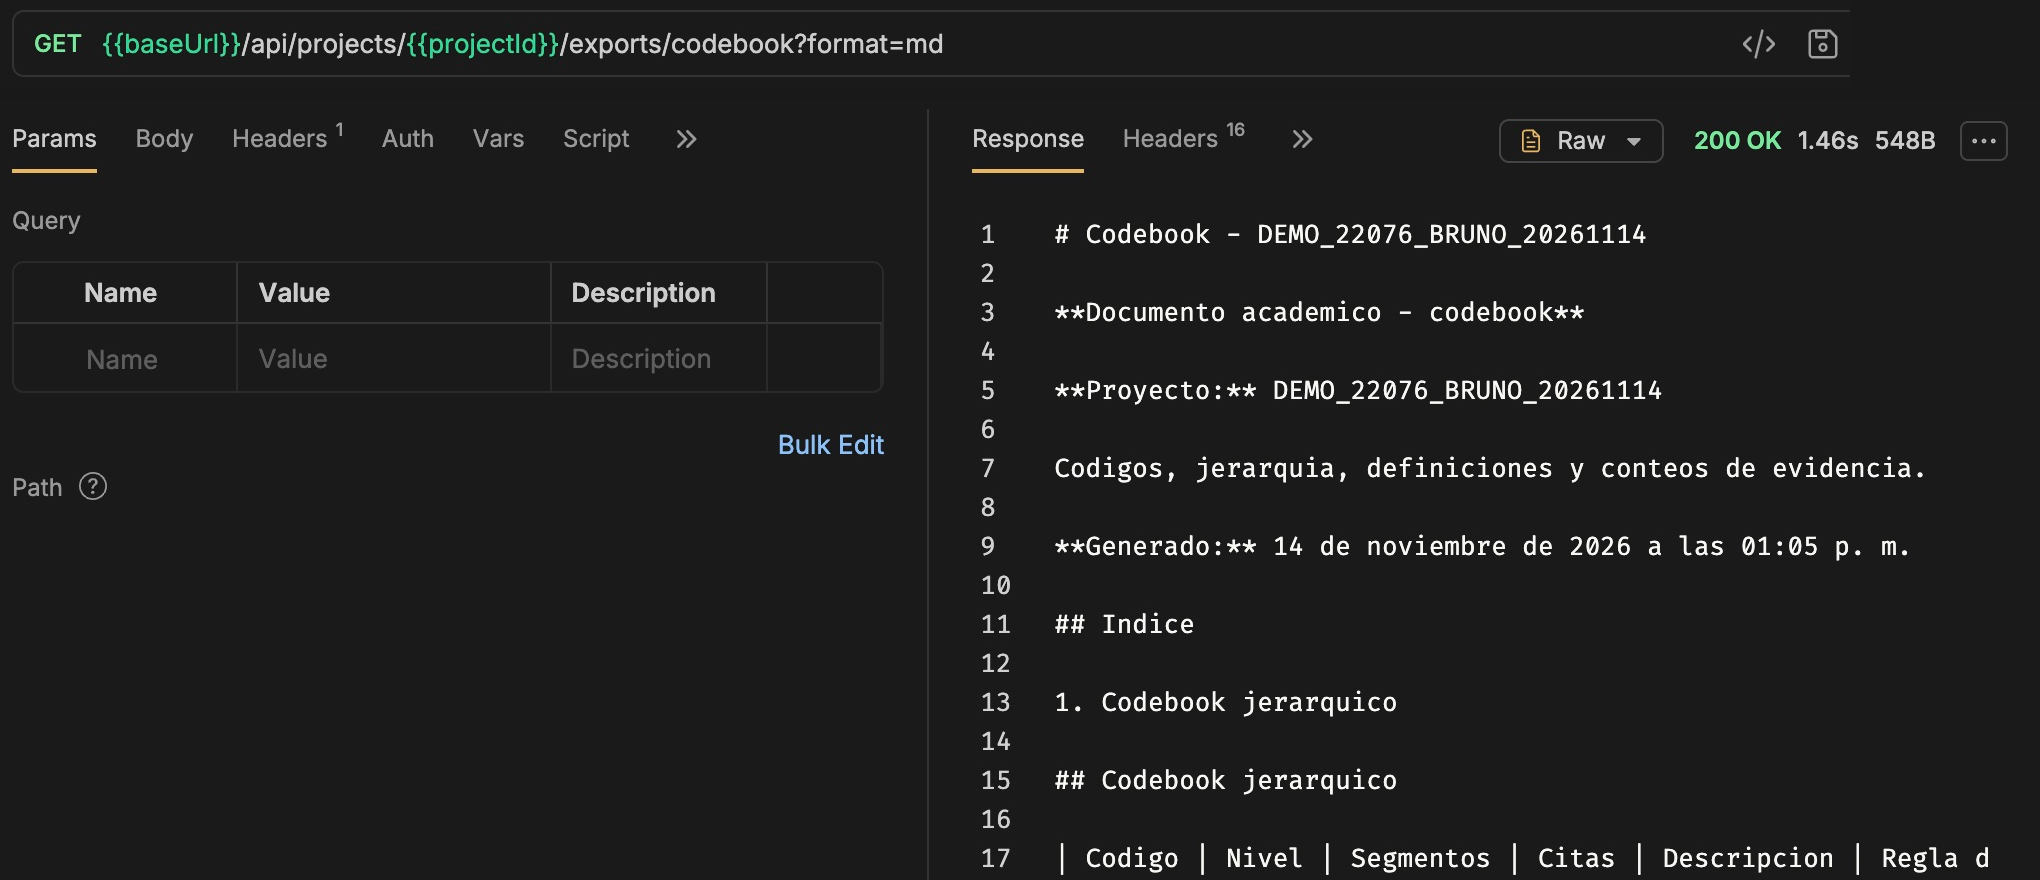 GET {{baseUrl}}/api/projects/{{projectId}}/exports/codebook?format=md
Params Body Headers 1 Auth Vars Script
Query
Name Value Description
Name Value Description
Bulk Edit
Path ?
Response Headers 16 Raw 200 OK 1.46s 548B
1 # Codebook - DEMO_22076_BRUNO_20261114
2
3 **Documento academico - codebook**
4
5 **Proyecto:** DEMO_22076_BRUNO_20261114
6
7 Codigos, jerarquia, definiciones y conteos de evidencia.
8
9 **Generado:** 14 de noviembre de 2026 a las 01:05 p. m.
10
11 ## Indice
12
13 1. Codebook jerarquico
14
15 ## Codebook jerarquico
16
17 | Codigo | Nivel | Segmentos | Citas | Descripcion | Regla d